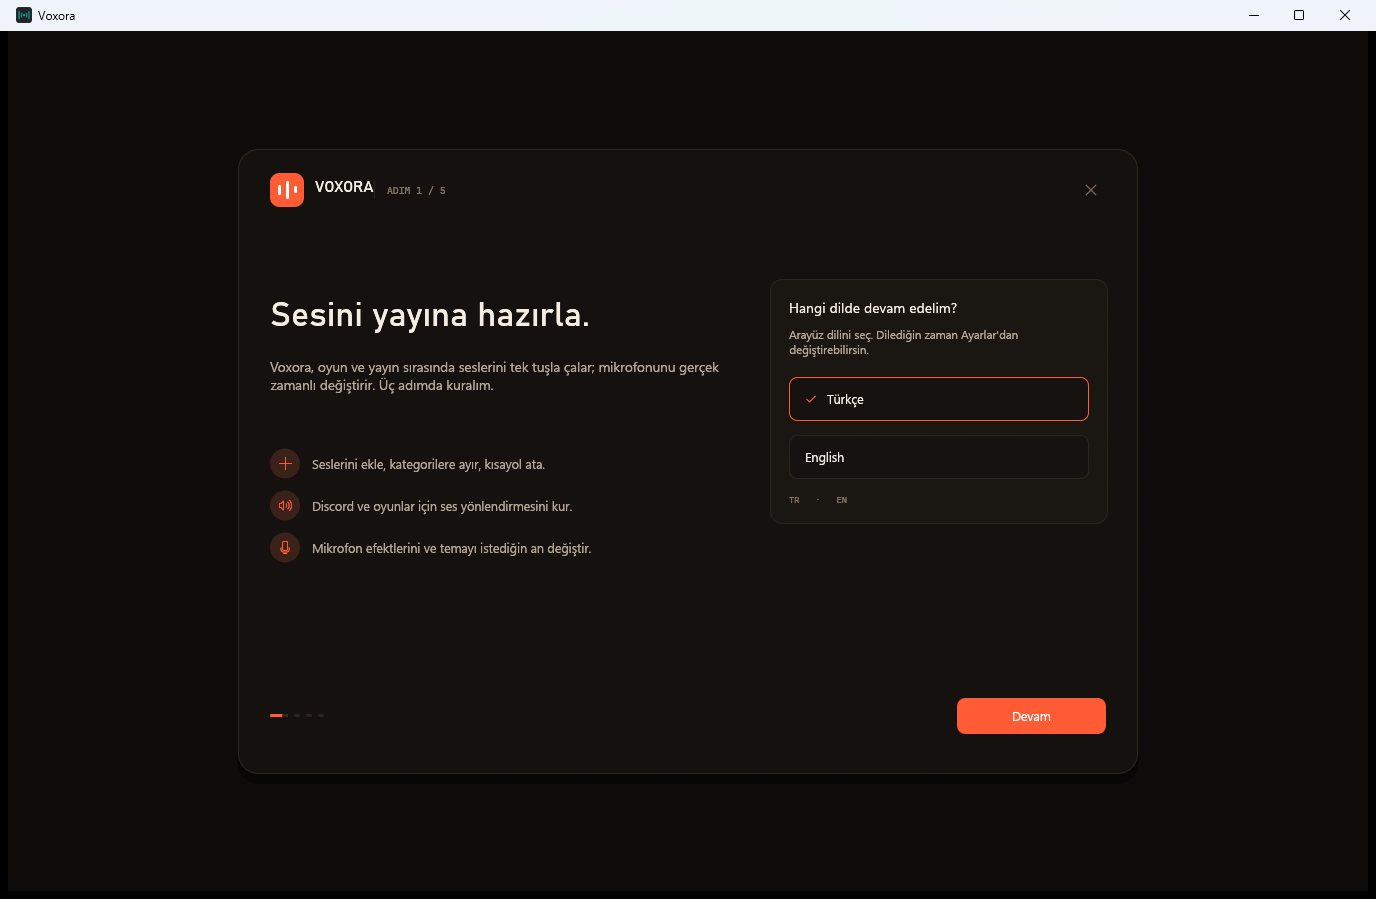 Voxora
VOXORA
ADIM 1 / 5
Sesini yayına hazırla.
Voxora, oyun ve yayın sırasında seslerini tek tuşla çalar; mikrofonunu gerçek
zamanlı değiştirir. Üç adımda kuralım.
Seslerini ekle, kategorilere ayır, kısayol ata.
Discord ve oyunlar için ses yönlendirmesini kur.
Mikrofon efektlerini ve temayı istediğin an değiştir.
Hangi dilde devam edelim?
Arayüz dilini seç. Dilediğin zaman Ayarlar'dan
değiştirebilirsin.
Türkçe
English
TR · EN
Devam